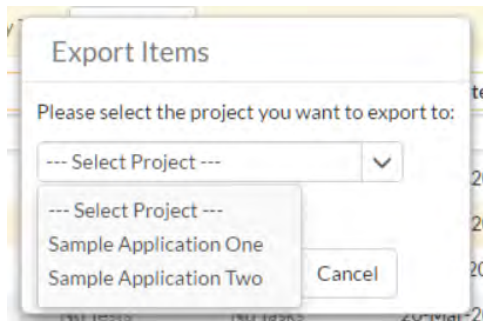 Export Items
Please select the project you want to export to:
--- Select Project ---
--- Select Project ---
Sample Application One
Sample Application Two
Cancel